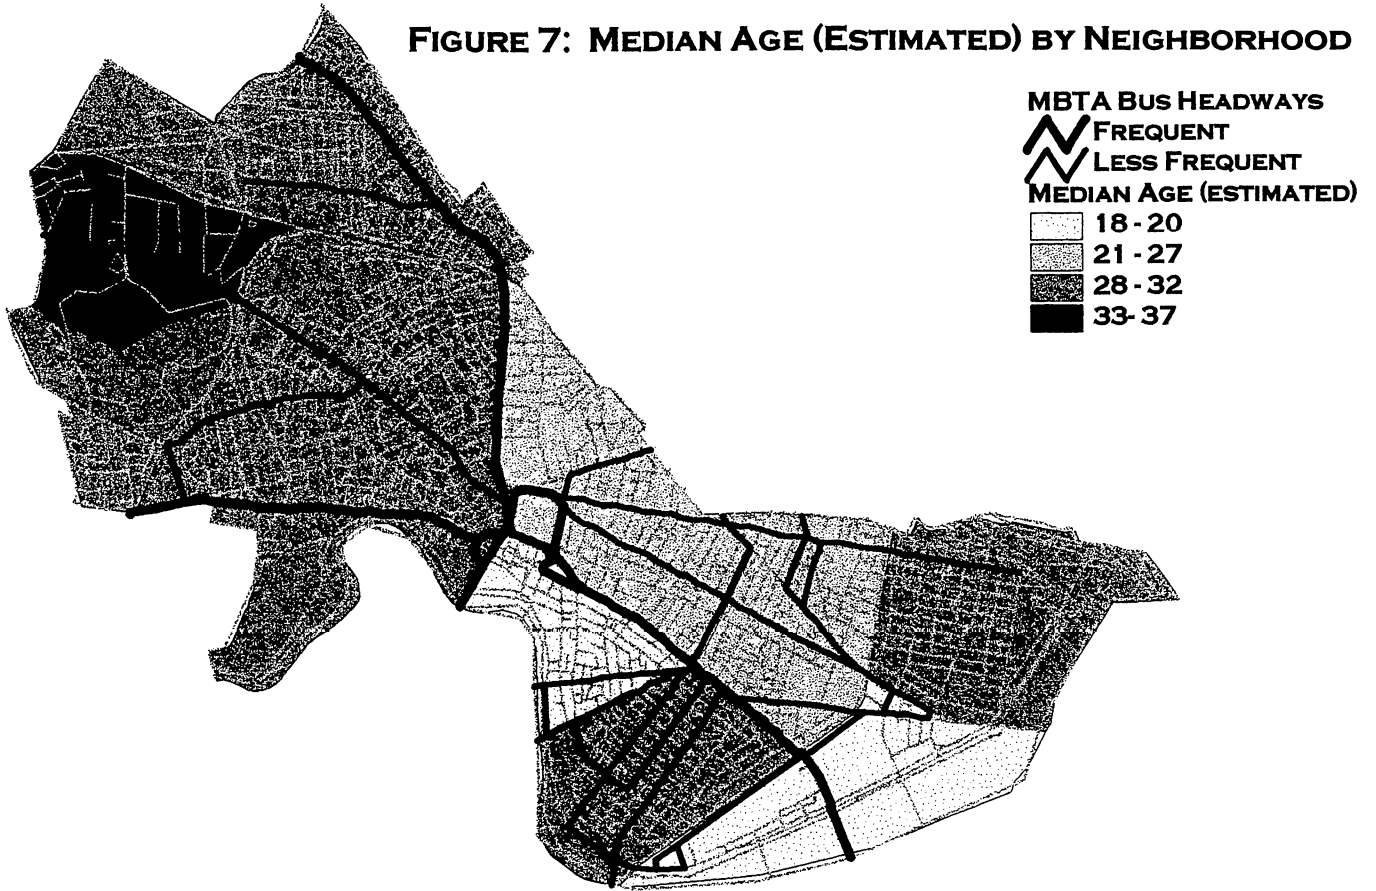 FIGURE 7: MEDIAN AGE (ESTIMATED) BY NEIGHBORHOOD
MBTA BUS HEADWAYS
FREQUENT
LESS FREQUENT
MEDIAN AGE (ESTIMATED)
18 - 20
21 - 27
28 - 32
33- 37